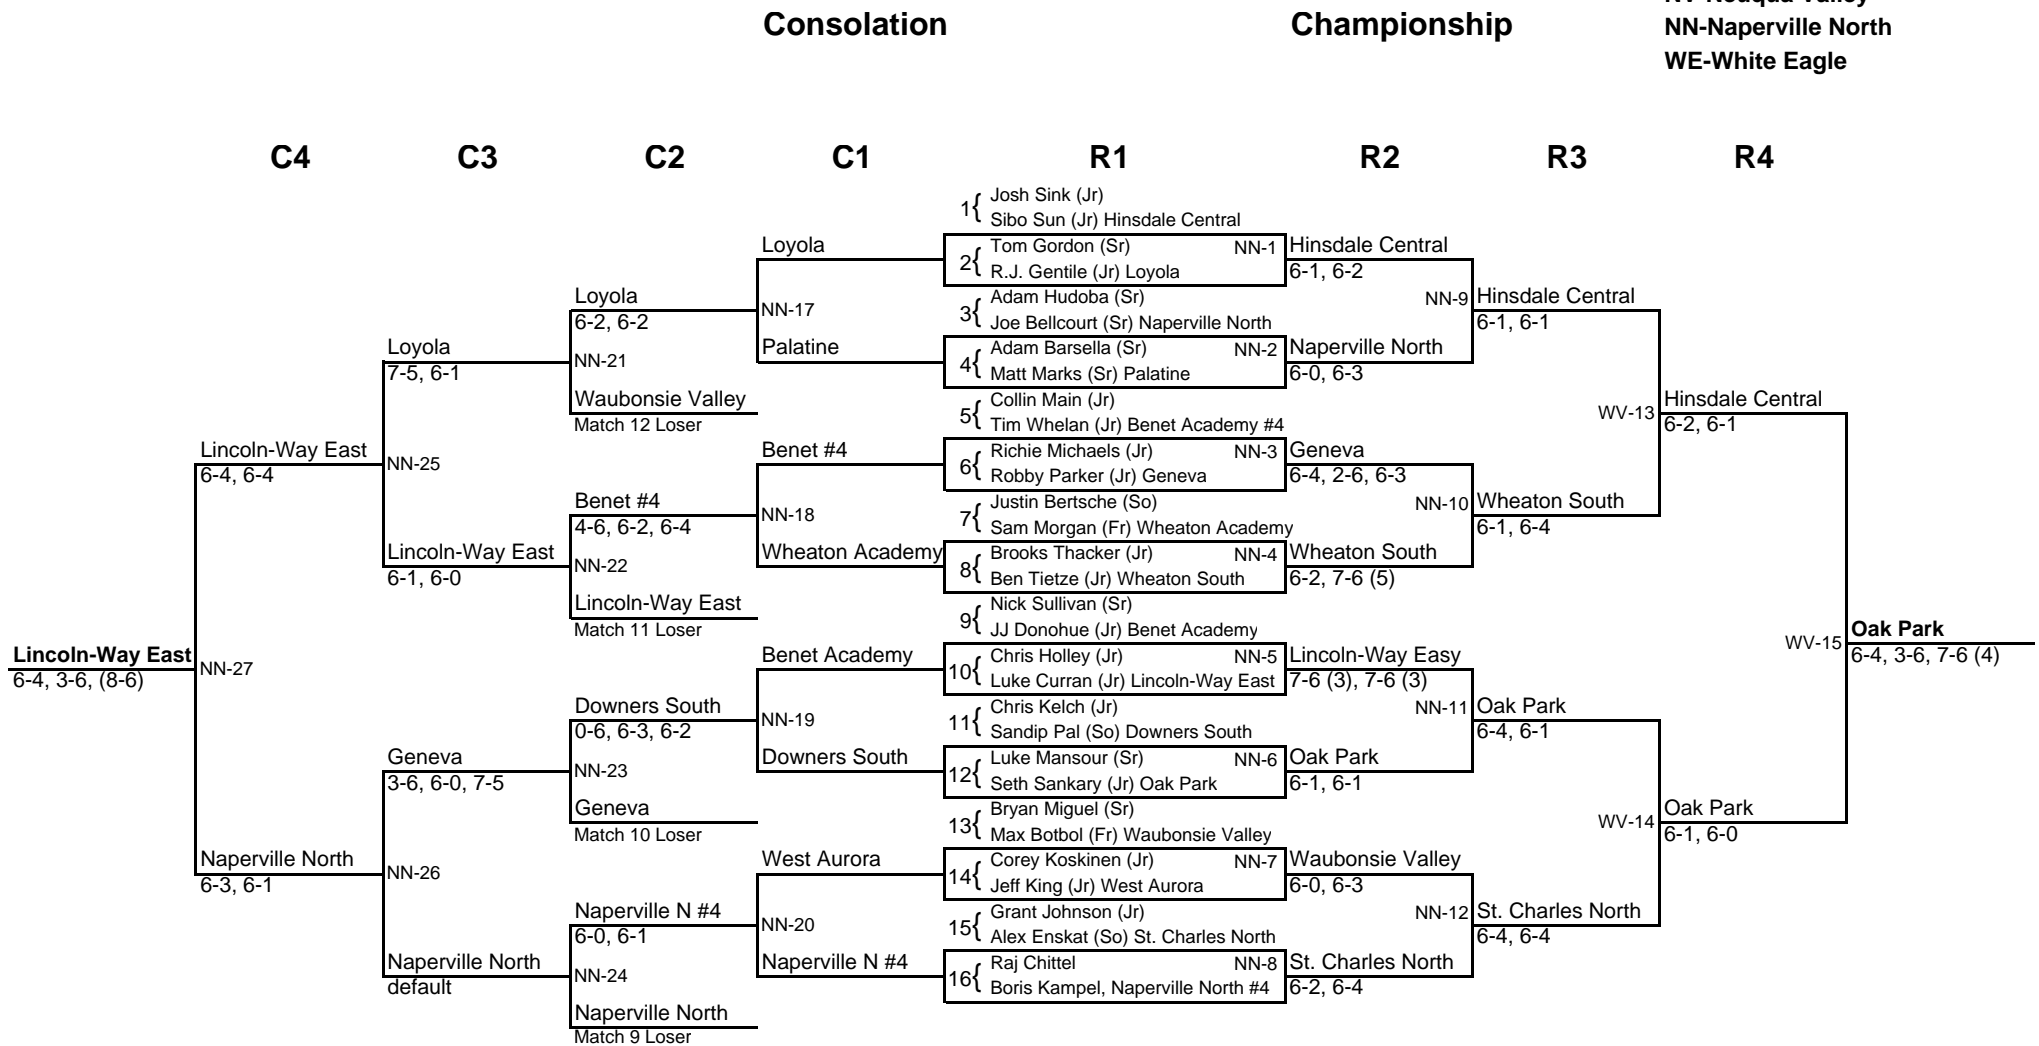 Consolation
Championship
NN-Naperville North
WE-White Eagle
C4
C3
C2
C1
R1
R2
R3
R4
1{
Josh Sink (Jr)
Sibo Sun (Jr) Hinsdale Central
2{
Tom Gordon (Sr)
R.J. Gentile (Jr) Loyola
NN-1
3{
Adam Hudoba (Sr)
Joe Bellcourt (Sr) Naperville North
4{
Adam Barsella (Sr)
Matt Marks (Sr) Palatine
NN-2
5{
Collin Main (Jr)
Tim Whelan (Jr) Benet Academy #4
6{
Richie Michaels (Jr)
Robby Parker (Jr) Geneva
NN-3
7{
Justin Bertsche (So)
Sam Morgan (Fr) Wheaton Academy
8{
Brooks Thacker (Jr)
Ben Tietze (Jr) Wheaton South
NN-4
9{
Nick Sullivan (Sr)
JJ Donohue (Jr) Benet Academy
10{
Chris Holley (Jr)
Luke Curran (Jr) Lincoln-Way East
NN-5
11{
Chris Kelch (Jr)
Sandip Pal (So) Downers South
12{
Luke Mansour (Sr)
Seth Sankary (Jr) Oak Park
NN-6
13{
Bryan Miguel (Sr)
Max Botbol (Fr) Waubonsie Valley
14{
Corey Koskinen (Jr)
Jeff King (Jr) West Aurora
NN-7
15{
Grant Johnson (Jr)
Alex Enskat (So) St. Charles North
16{
Raj Chittel
Boris Kampel, Naperville North #4
NN-8
Hinsdale Central
6-1, 6-2
NN-9
Naperville North
6-0, 6-3
Geneva
6-4, 2-6, 6-3
NN-10
Wheaton South
6-2, 7-6 (5)
Lincoln-Way Easy
7-6 (3), 7-6 (3)
NN-11
Oak Park
6-1, 6-1
Waubonsie Valley
6-0, 6-3
NN-12
St. Charles North
6-2, 6-4
Hinsdale Central
6-1, 6-1
WV-13
Wheaton South
6-1, 6-4
Oak Park
6-4, 6-1
WV-14
St. Charles North
6-4, 6-4
Hinsdale Central
6-2, 6-1
WV-15
Oak Park
6-1, 6-0
Oak Park
6-4, 3-6, 7-6 (4)
Loyola
NN-17
Palatine
Benet #4
NN-18
Wheaton Academy
Benet Academy
NN-19
Downers South
West Aurora
NN-20
Naperville N #4
Loyola
6-2, 6-2
NN-21
Waubonsie Valley
Match 12 Loser
Benet #4
4-6, 6-2, 6-4
NN-22
Lincoln-Way East
Match 11 Loser
Downers South
0-6, 6-3, 6-2
NN-23
Geneva
Match 10 Loser
Naperville N #4
6-0, 6-1
NN-24
Naperville North
Match 9 Loser
Loyola
7-5, 6-1
NN-25
Lincoln-Way East
6-1, 6-0
Geneva
3-6, 6-0, 7-5
NN-26
Naperville North
default
Lincoln-Way East
6-4, 6-4
NN-27
Naperville North
6-3, 6-1
Lincoln-Way East
6-4, 3-6, (8-6)